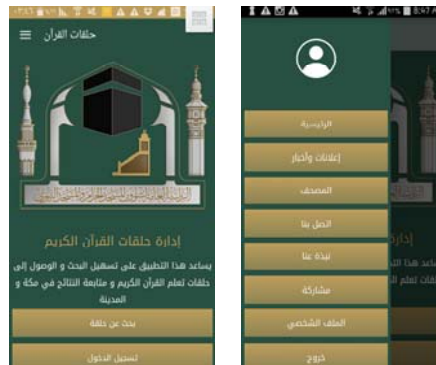 حلقات القرآن
إدارة حلقات القرآن الكريم
يساعد هذا التطبيق على تسهيل البحث و الوصول إلى
حلقات تعلم القرآن الكريم و متابعة النتائج في مكة و
المدينة
بحث عن حلقة
تسجيل الدخول
8:47 A
الرئيسية
إعلانات وأخبار
المصحف
اتصل بنا
نبذة عنا
مشاركة
الملف الشخصي
خروج